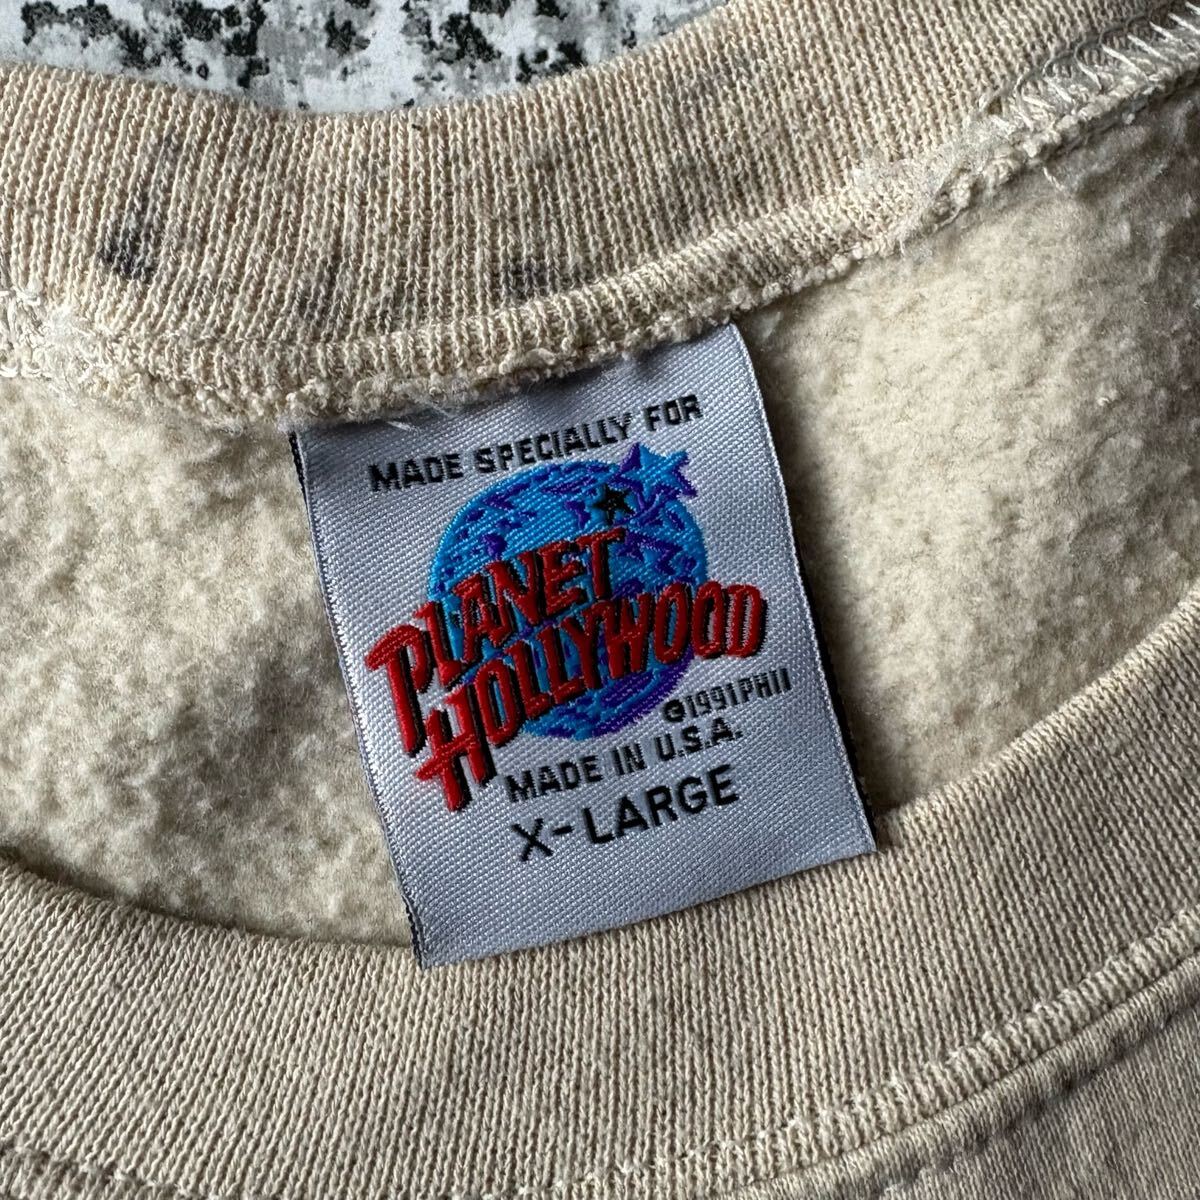 MADE SPECIALLY FOR
PLANET
HOLLYWOOD
©1991 PHII
MADE IN U.S.A.
X-LARGE